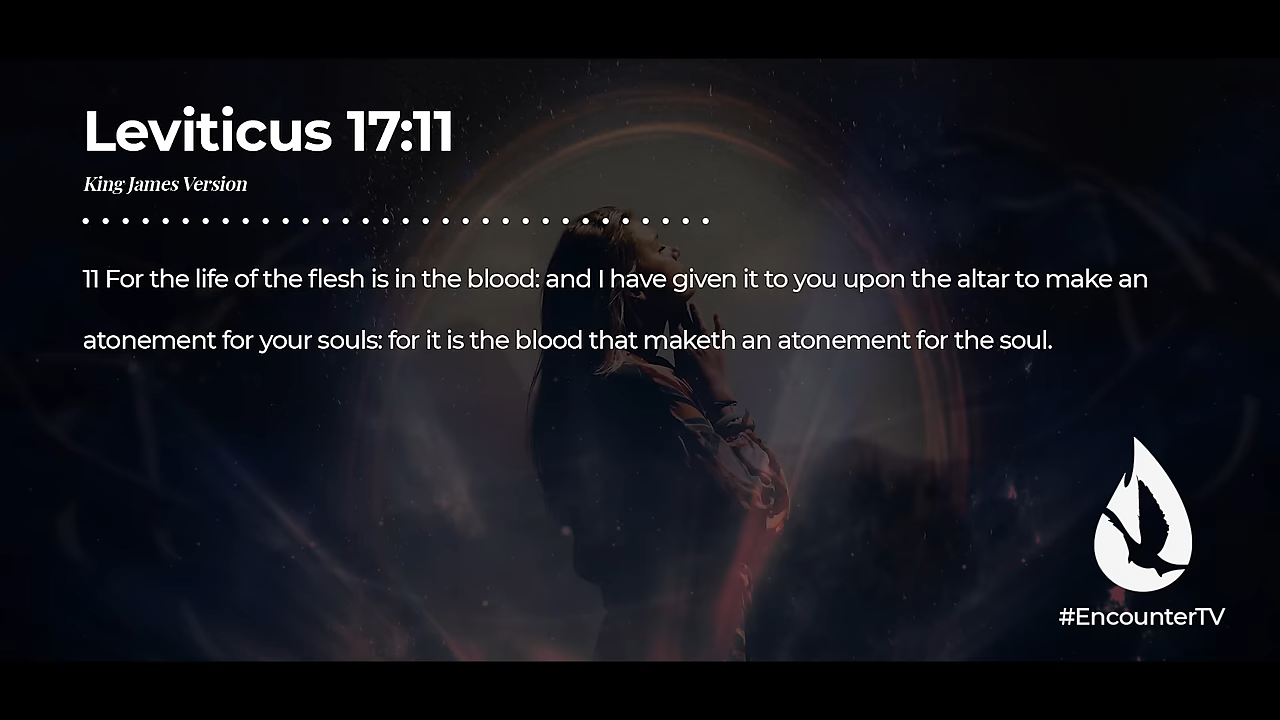 Leviticus 17:11
King James Version
11 For the life of the flesh is in the blood: and I have given it to you upon the altar to make an
atonement for your souls: for it is the blood that maketh an atonement for the soul.
#EncounterTV